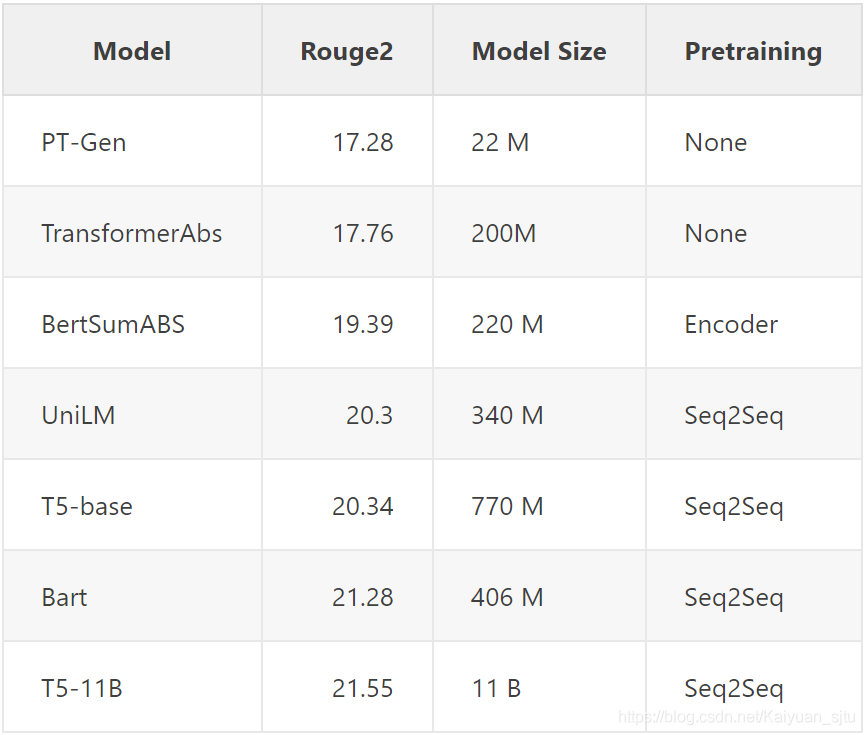 Model Rouge2 Model Size Pretraining
PT-Gen 17.28 22 M None
TransformerAbs 17.76 200M None
BertSumABS 19.39 220 M Encoder
UniLM 20.3 340 M Seq2Seq
T5-base 20.34 770 M Seq2Seq
Bart 21.28 406 M Seq2Seq
T5-11B 21.55 11 B Seq2Seq
https://blog.csdn.net/Kaiyuan_sjtu